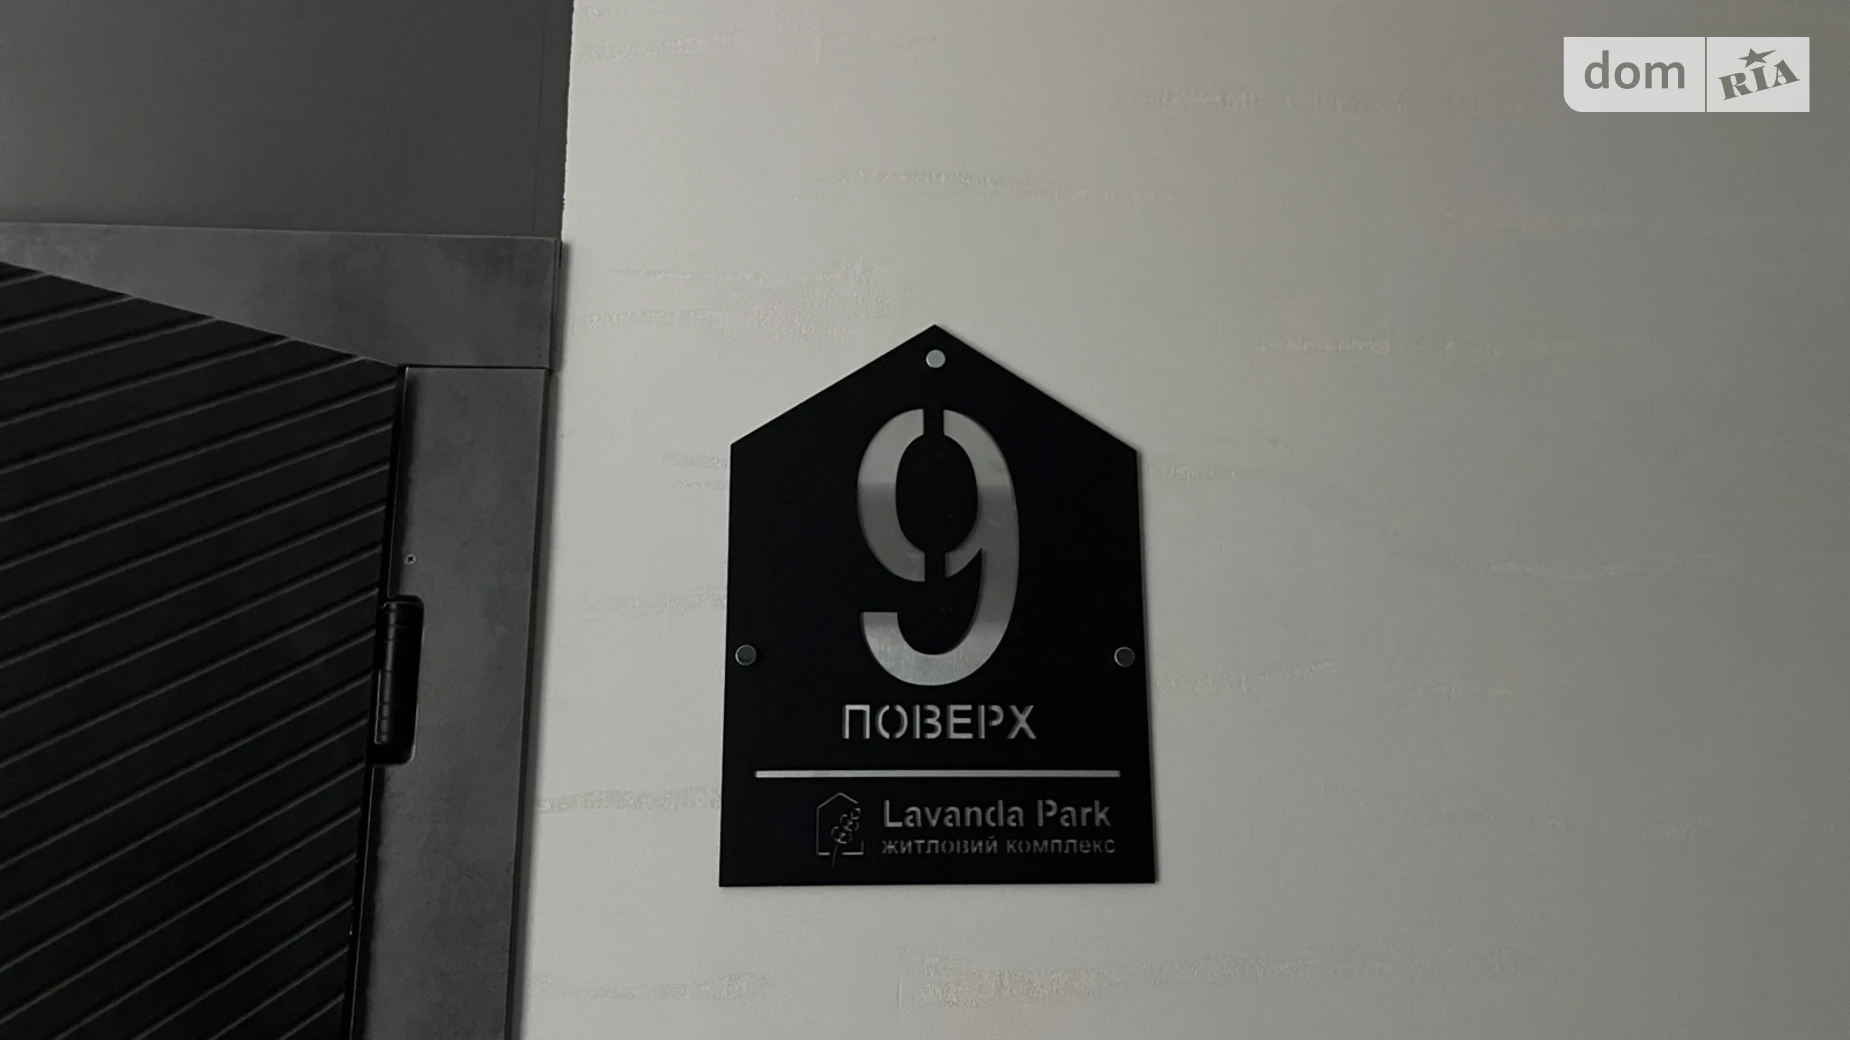 dom RIA
9
ПОВЕРХ
Lavanda Park
житловий комплекс